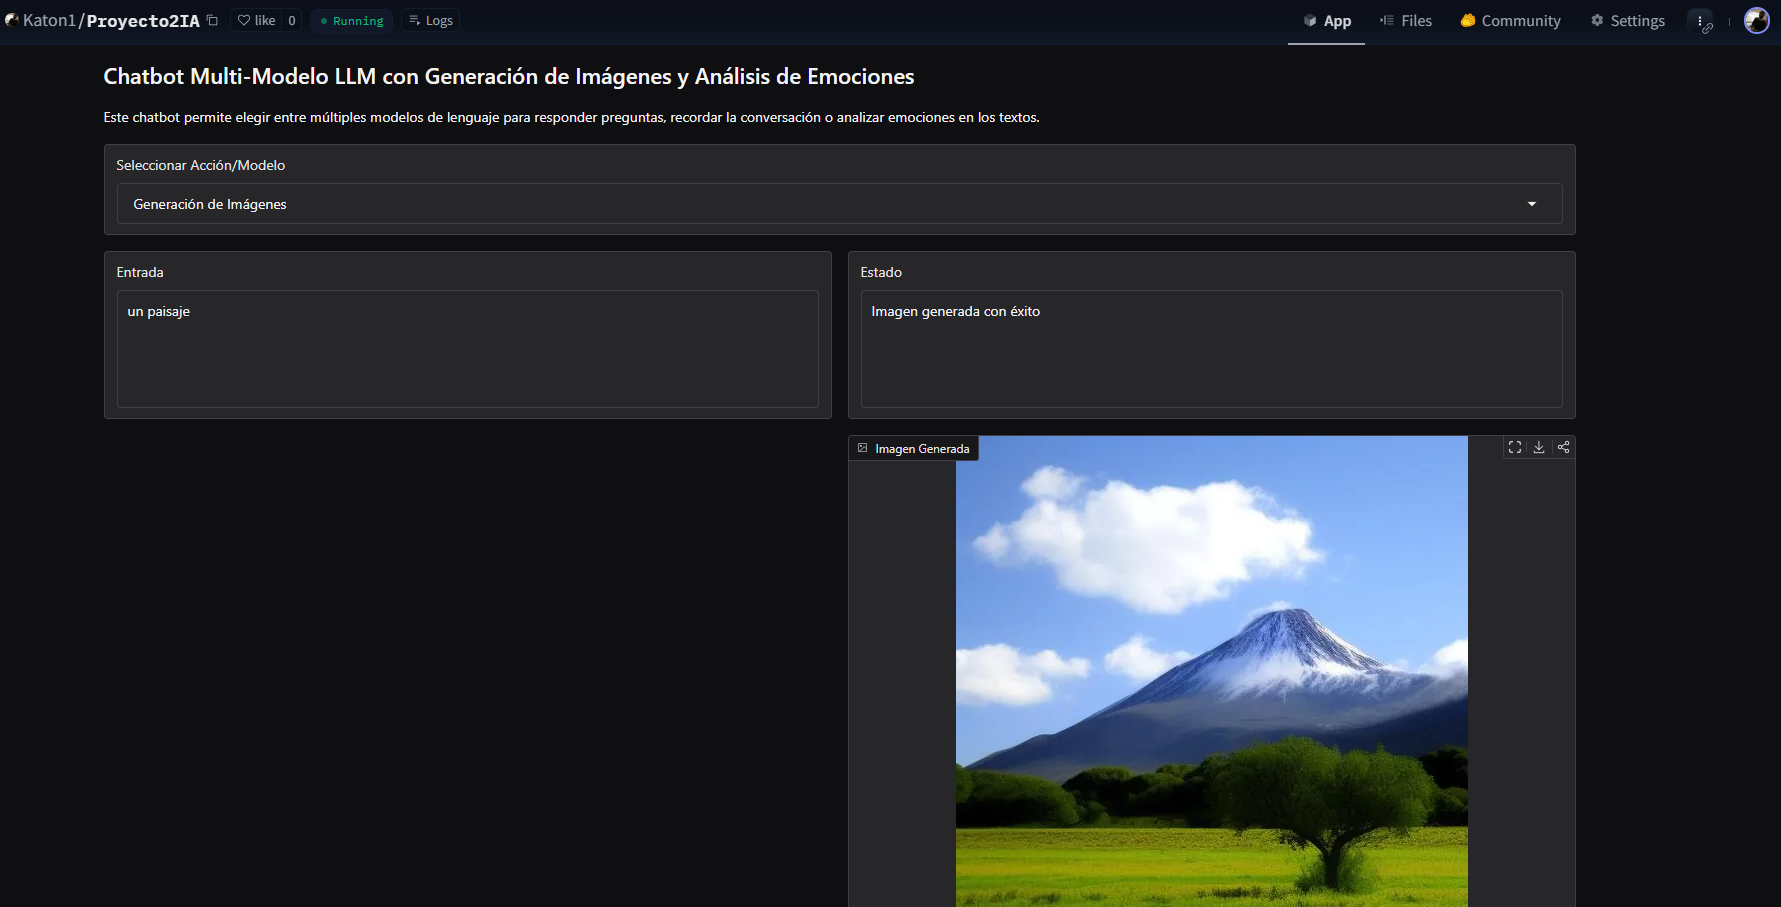 Katon1/Proyecto2IA
like 0
Running
Logs
App
Files
Community
Settings
Chatbot Multi-Modelo LLM con Generación de Imágenes y Análisis de Emociones
Este chatbot permite elegir entre múltiples modelos de lenguaje para responder preguntas, recordar la conversación o analizar emociones en los textos.
Seleccionar Acción/Modelo
Generación de Imágenes
Entrada
un paisaje
Estado
Imagen generada con éxito
Imagen Generada